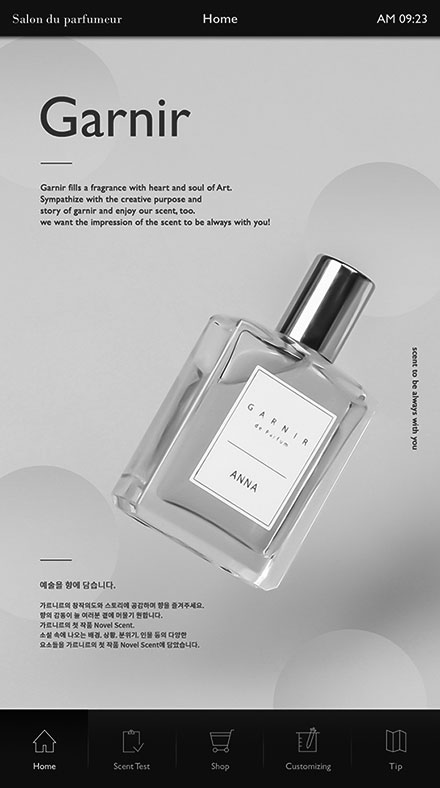 Salon du parfumeur
Home
AM 09:23
Garnir
Garnir fills a fragrance with heart and soul of Art.
Sympathize with the creative purpose and
story of garnir and enjoy our scent, too.
we want the impression of the scent to be always with you!
scent to be always with you
GARNIR
de Parfum
ANNA
예술을 향에 담습니다.
가르니르의 창작의도와 스토리에 공감하며 향을 즐겨주세요.
향의 감동이 늘 여러분 곁에 머물기 원합니다.
가르니르의 첫 작품 Novel Scent.
소설 속에 나오는 배경, 상황, 분위기, 인물 등의 다양한
요소들을 가르니르의 첫 작품 Novel Scent에 담았습니다.
Home
Scent Test
Shop
Customizing
Tip